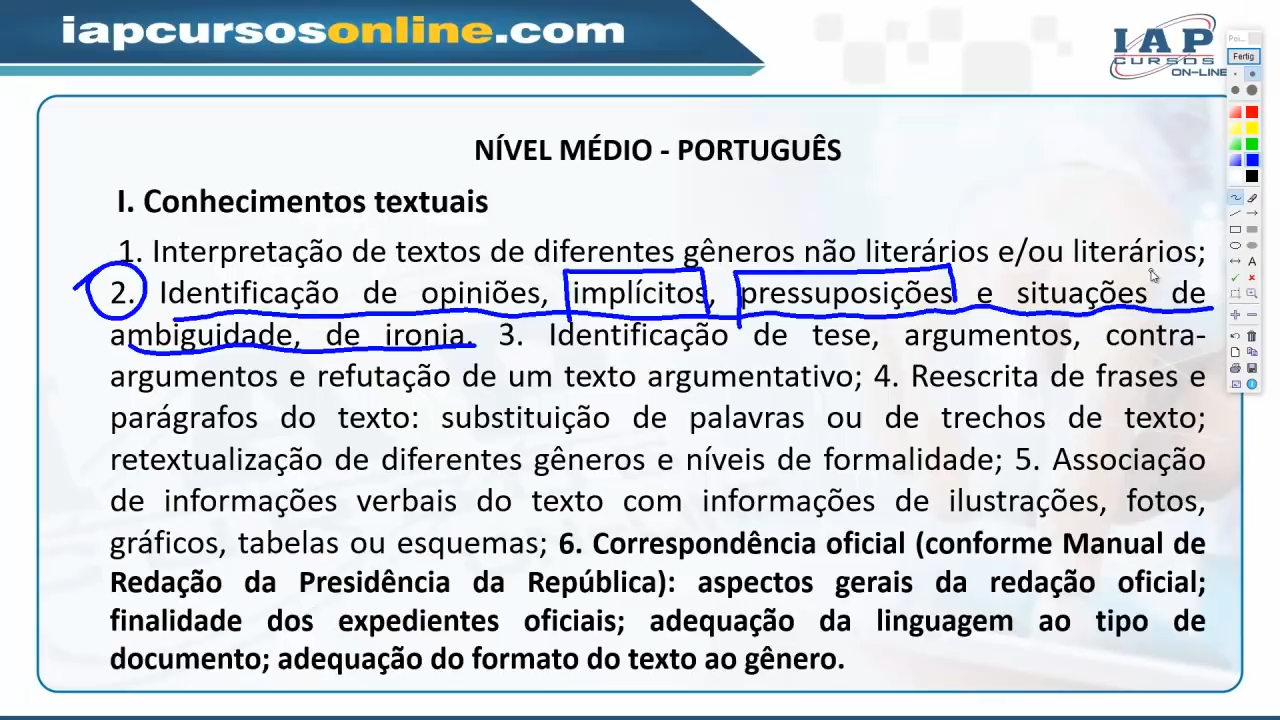 iapcursosonline.com
IAP
CURSOS
ON-LINE
Poi...
Fertig
NÍVEL MÉDIO - PORTUGUÊS
I. Conhecimentos textuais
1. Interpretação de textos de diferentes gêneros não literários e/ou literários;
2. Identificação de opiniões, implícitos, pressuposições e situações de
ambiguidade, de ironia. 3. Identificação de tese, argumentos, contra-
argumentos e refutação de um texto argumentativo; 4. Reescrita de frases e
parágrafos do texto: substituição de palavras ou de trechos de texto;
retextualização de diferentes gêneros e níveis de formalidade; 5. Associação
de informações verbais do texto com informações de ilustrações, fotos,
gráficos, tabelas ou esquemas; 6. Correspondência oficial (conforme Manual de
Redação da Presidência da República): aspectos gerais da redação oficial;
finalidade dos expedientes oficiais; adequação da linguagem ao tipo de
documento; adequação do formato do texto ao gênero.